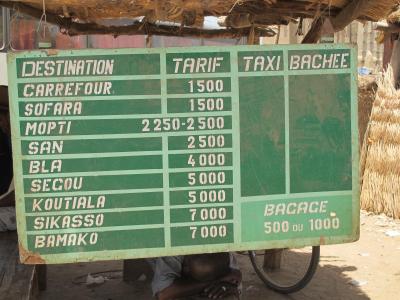 DESTINATION TARIF TAXI BACHEE
CARREFOUR 1500
SOFARA 1500
MOPTI 2250-2500
SAN 2500
BLA 4000
SEGOU 5000
KOUTIALA 5000
SIKASSO 7000
BAMAKO 7000
BAGAGE
500 OU 1000